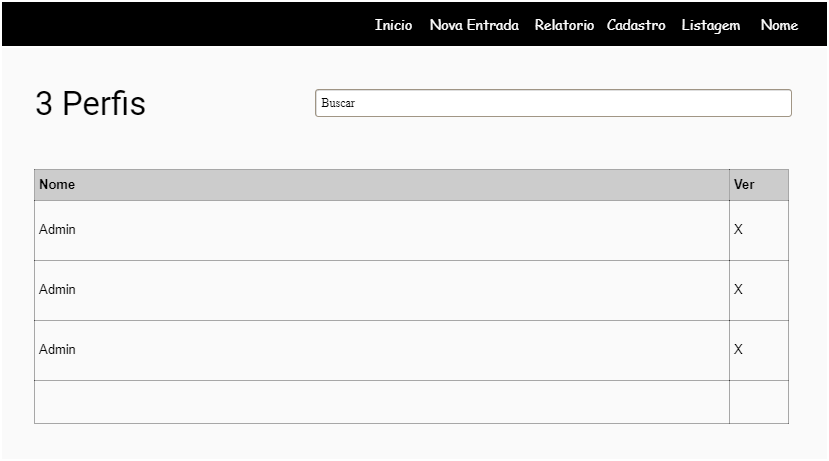 Inicio Nova Entrada Relatorio Cadastro Listagem Nome
3 Perfis
Buscar
Nome Ver
Admin X
Admin X
Admin X